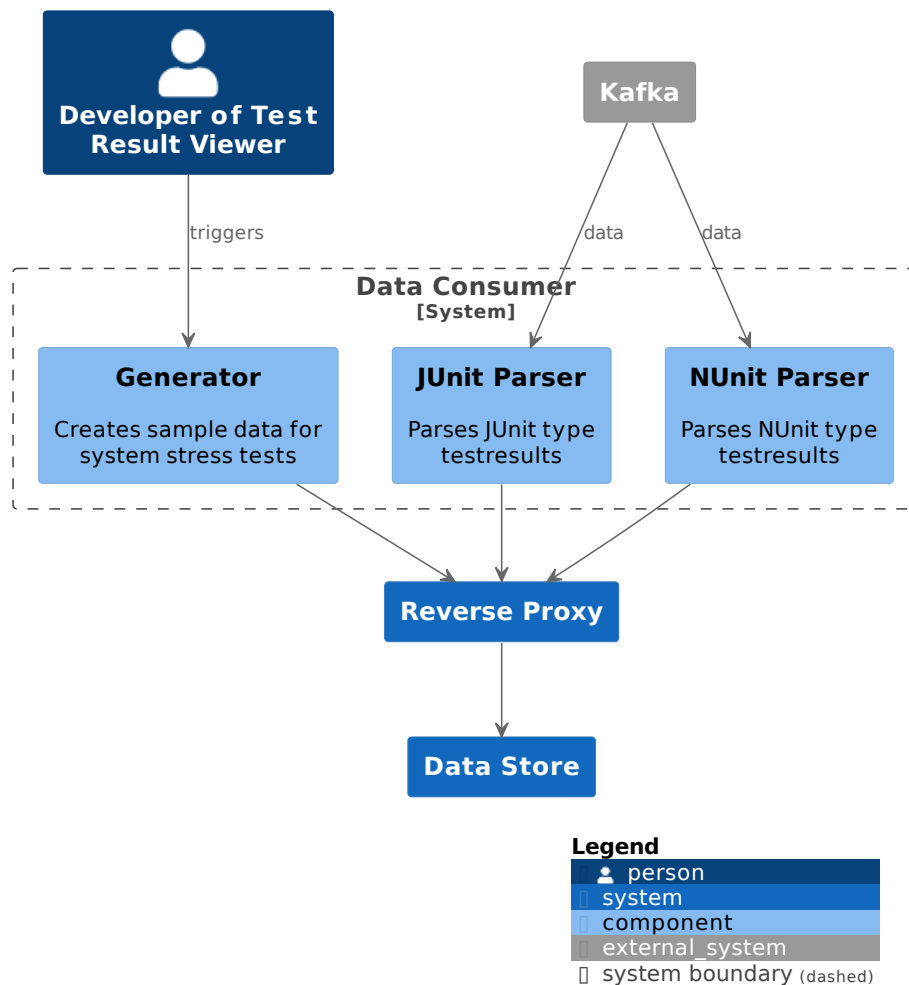 Developer of Test
Result Viewer
Kafka
triggers
data
data
Data Consumer
[System]
Generator
Creates sample data for
system stress tests
JUnit Parser
Parses JUnit type
testresults
NUnit Parser
Parses NUnit type
testresults
Reverse Proxy
Data Store
Legend
person
system
component
external_system
system boundary (dashed)